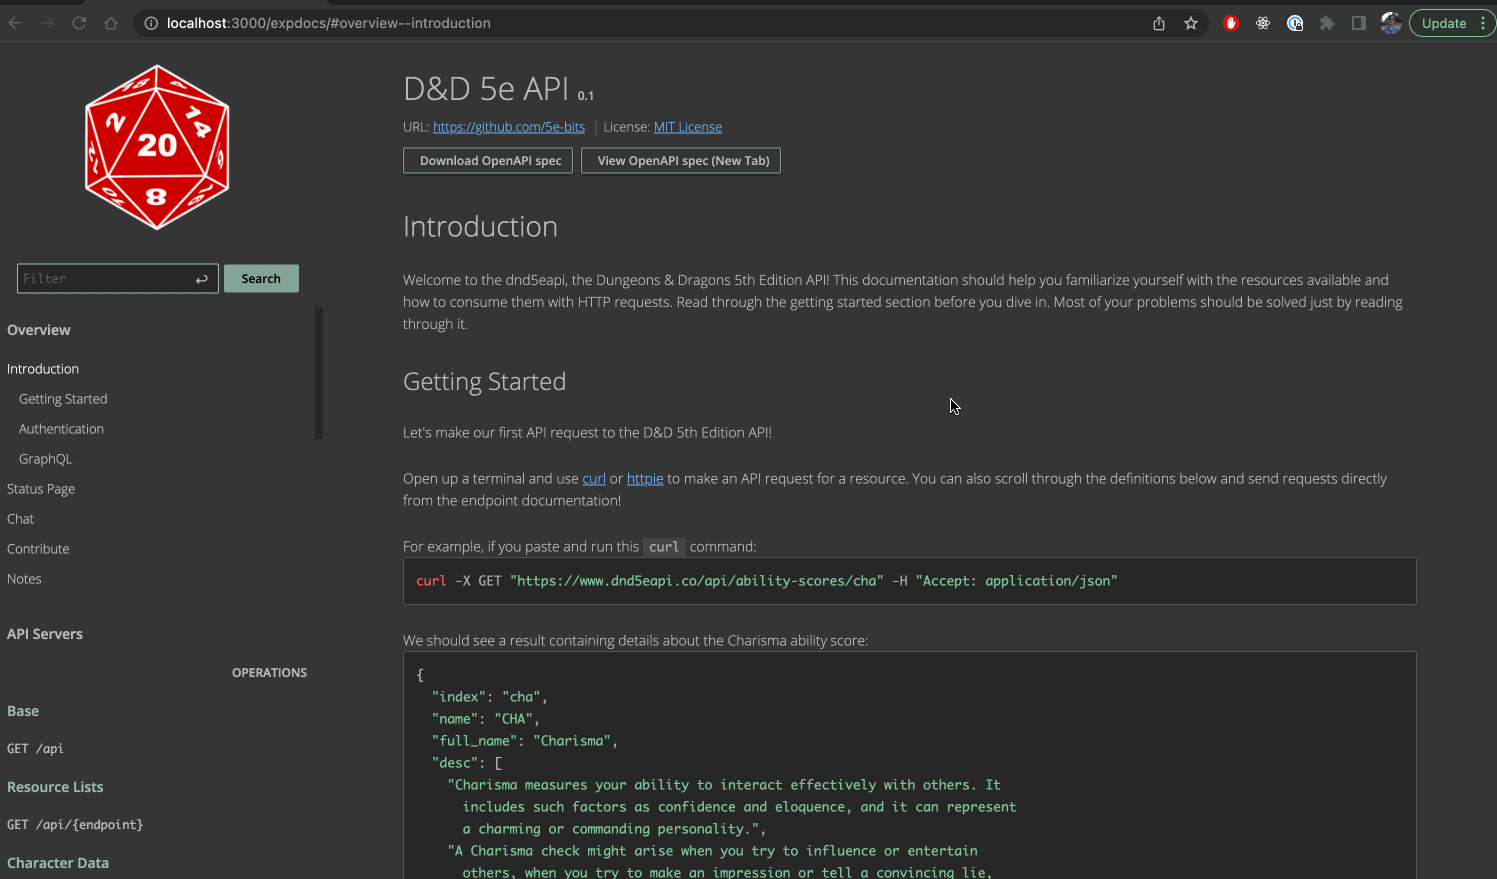 localhost:3000/expdocs/#overview--introduction
Update
20
8
2
14
D&D 5e API 0.1
URL: https://github.com/5e-bits | License: MIT License
Download OpenAPI spec
View OpenAPI spec (New Tab)
Filter
Search
Overview
Introduction
Getting Started
Authentication
GraphQL
Status Page
Chat
Contribute
Notes
API Servers
OPERATIONS
Base
GET /api
Resource Lists
GET /api/{endpoint}
Character Data
Introduction
Welcome to the dnd5eapi, the Dungeons & Dragons 5th Edition API! This documentation should help you familiarize yourself with the resources available and
how to consume them with HTTP requests. Read through the getting started section before you dive in. Most of your problems should be solved just by reading
through it.
Getting Started
Let's make our first API request to the D&D 5th Edition API!
Open up a terminal and use curl or httpie to make an API request for a resource. You can also scroll through the definitions below and send requests directly
from the endpoint documentation!
For example, if you paste and run this curl command:
curl -X GET "https://www.dnd5eapi.co/api/ability-scores/cha" -H "Accept: application/json"
We should see a result containing details about the Charisma ability score:
{
"index": "cha",
"name": "CHA",
"full_name": "Charisma",
"desc": [
"Charisma measures your ability to interact effectively with others. It
includes such factors as confidence and eloquence, and it can represent
a charming or commanding personality.",
"A Charisma check might arise when you try to influence or entertain
others, when you try to make an impression or tell a convincing lie,